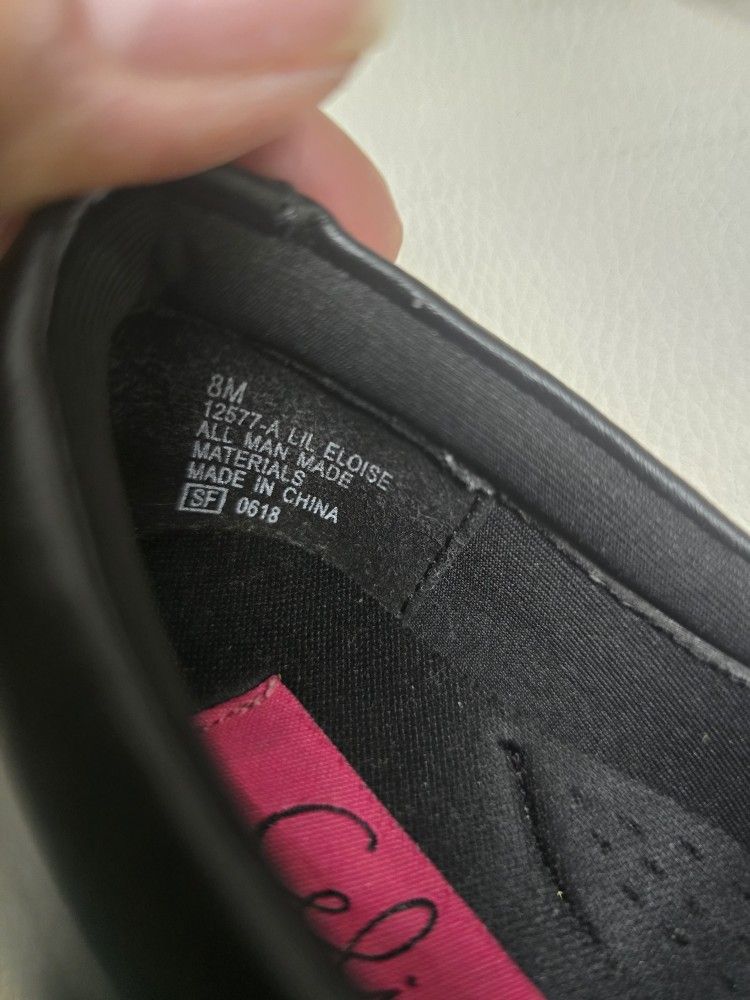 8M
12577-A LIL ELOISE
ALL MAN MADE
MATERIALS
MADE IN CHINA
SF 0618